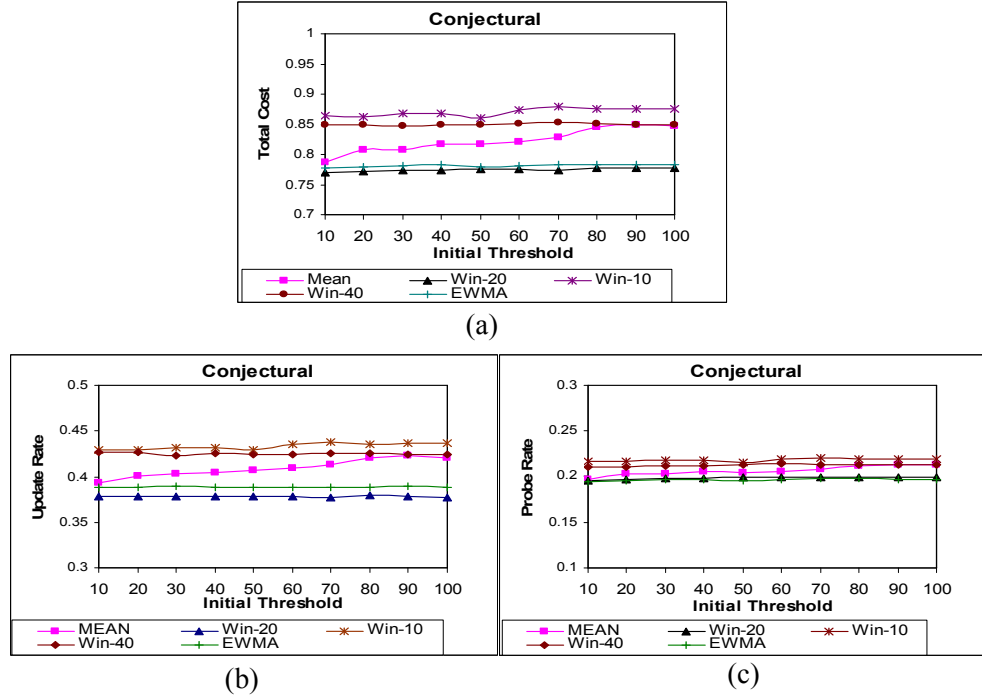 Conjectural
Total Cost
1
0.95
0.9
0.85
0.8
0.75
0.7
10 20 30 40 50 60 70 80 90 100
Initial Threshold
Mean Win-20 Win-10
Win-40 EWMA
(a)
Conjectural
Update Rate
0.5
0.45
0.4
0.35
0.3
10 20 30 40 50 60 70 80 90 100
Initial Threshold
MEAN Win-20 Win-10
Win-40 EWMA
(b)
Conjectural
Probe Rate
0.3
0.25
0.2
0.15
0.1
10 20 30 40 50 60 70 80 90 100
Initial Threshold
MEAN Win-20 Win-10
Win-40 EWMA
(c)